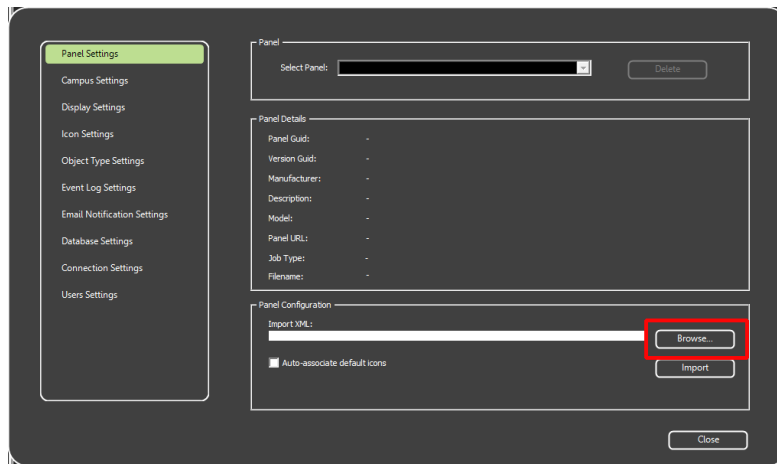 Panel Settings
Campus Settings
Display Settings
Icon Settings
Object Type Settings
Event Log Settings
Email Notification Settings
Database Settings
Connection Settings
Users Settings
Panel
Select Panel:
Delete
Panel Details
Panel Guid: -
Version Guid: -
Manufacturer: -
Description: -
Model: -
Panel URL: -
Job Type: -
Filename: -
Panel Configuration
Import XML:
Browse...
Auto-associate default icons
Import
Close